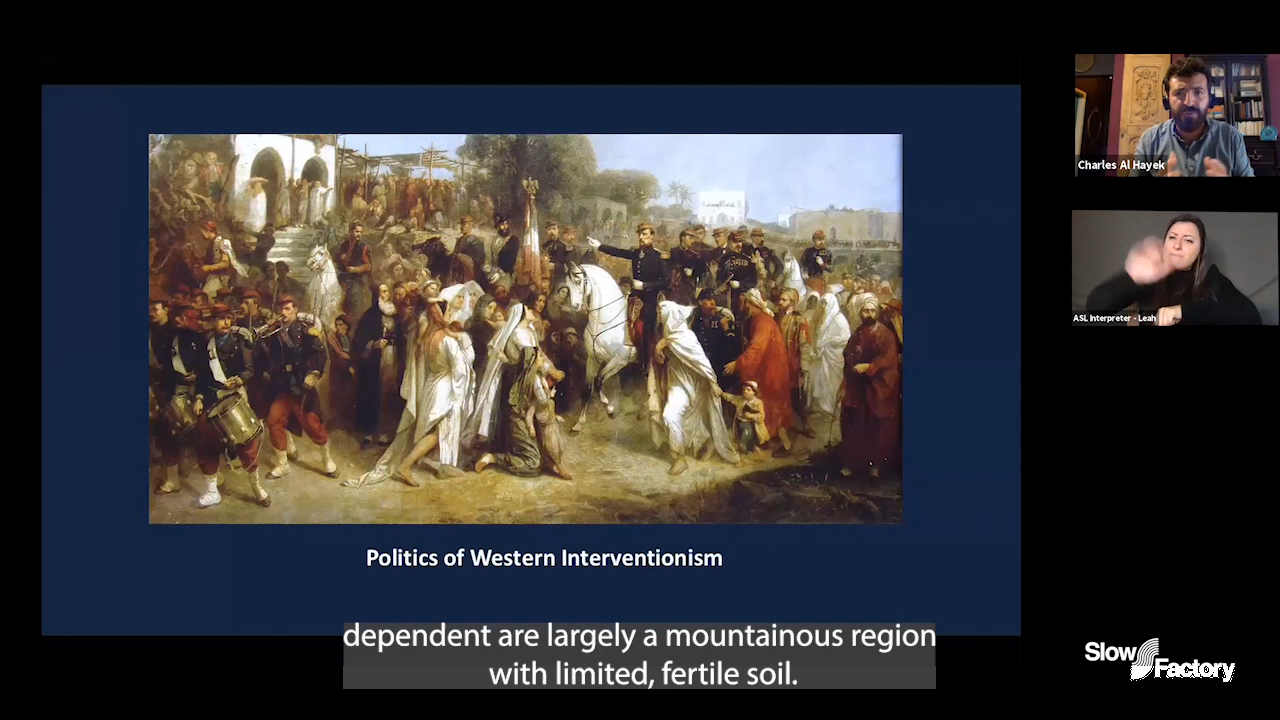 Charles Al Hayek
ASL Interpreter - Leah
Politics of Western Interventionism
dependent are largely a mountainous region
with limited, fertile soil.
Slow
Factory